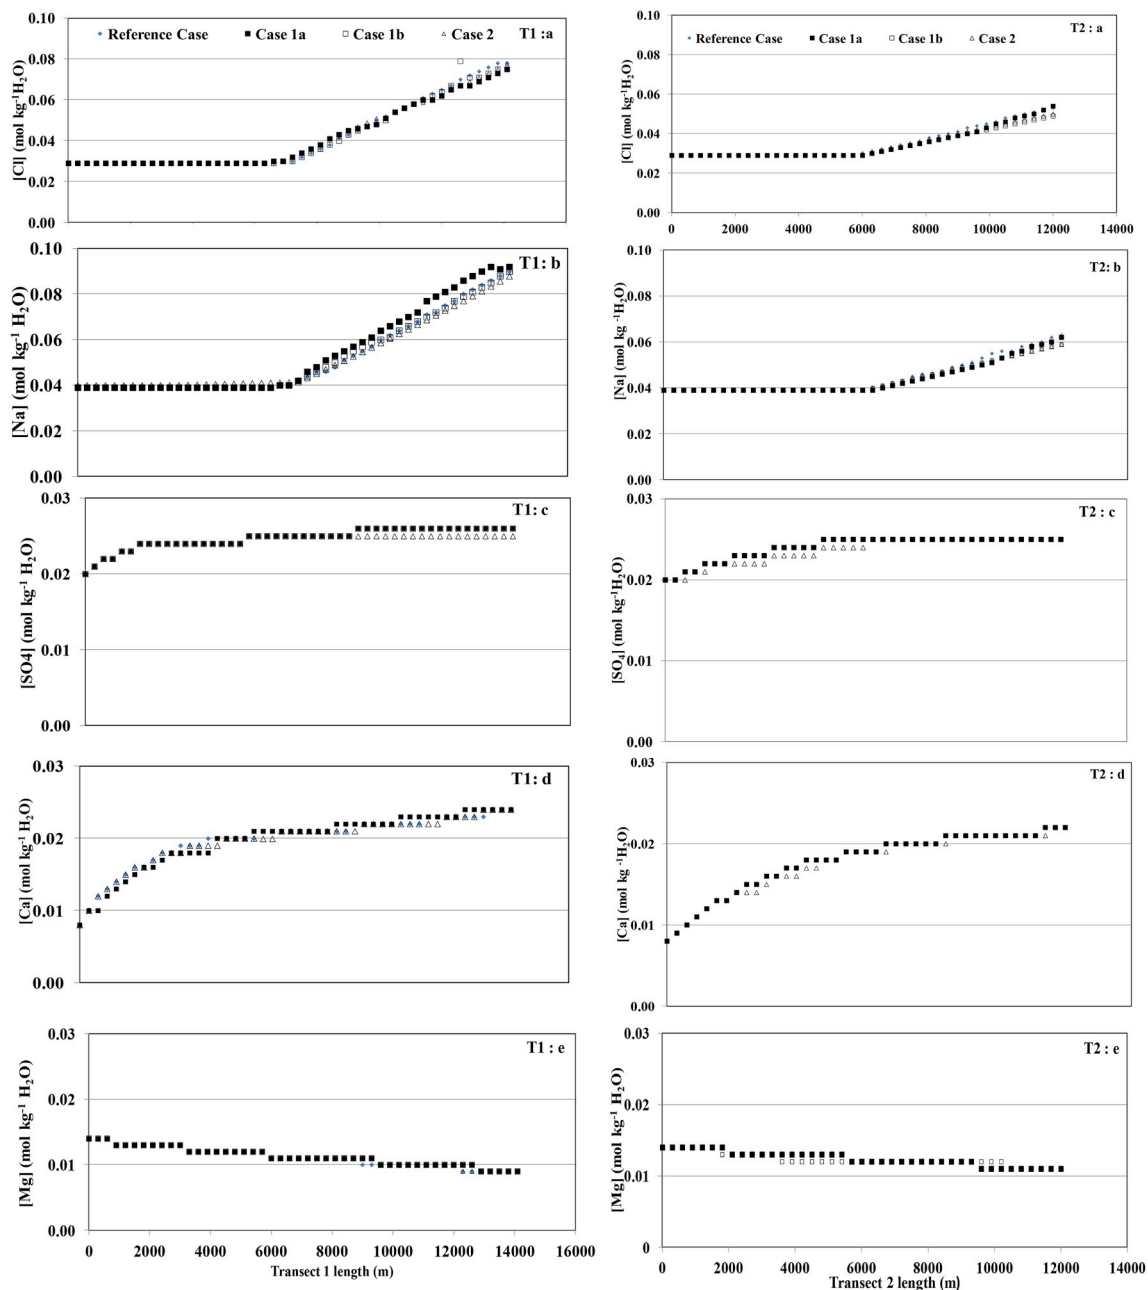 0.10
Reference Case Case 1a Case 1b Case 2 T1 :a
0.08
0.06
0.04
0.02
0.00
[Cl] (mol kg⁻¹H₂O)
0.10
T2 : a
Reference Case Case 1a Case 1b Case 2
0.08
0.06
0.04
0.02
0.00
[Cl] (mol kg⁻¹H₂O)
0 2000 4000 6000 8000 10000 12000 14000
0.10
T1: b
0.08
0.06
0.04
0.02
0.00
[Na] (mol kg⁻¹ H₂O)
0.10
T2: b
0.08
0.06
0.04
0.02
0.00
[Na] (mol kg ⁻¹H₂O)
0.03
T1: c
0.02
0.01
0.00
[SO4] (mol kg⁻¹ H₂O)
0.03
T2 : c
0.02
0.01
0.00
[SO₄] (mol kg⁻¹H₂O)
0.03
T1: d
0.02
0.01
0.00
[Ca] (mol kg⁻¹ H₂O)
0.03
T2 : d
0.02
0.01
0.00
[Ca] (mol kg ⁻¹H₂O)
0.03
T1 : e
0.02
0.01
0.00
[Mg] (mol kg⁻¹ H₂O)
0 2000 4000 6000 8000 10000 12000 14000 16000
Transect 1 length (m)
0.03
T2 : e
0.02
0.01
0
[Mg] (mol kg⁻¹ H₂O)
0 2000 4000 6000 8000 10000 12000 14000
Transect 2 length (m)